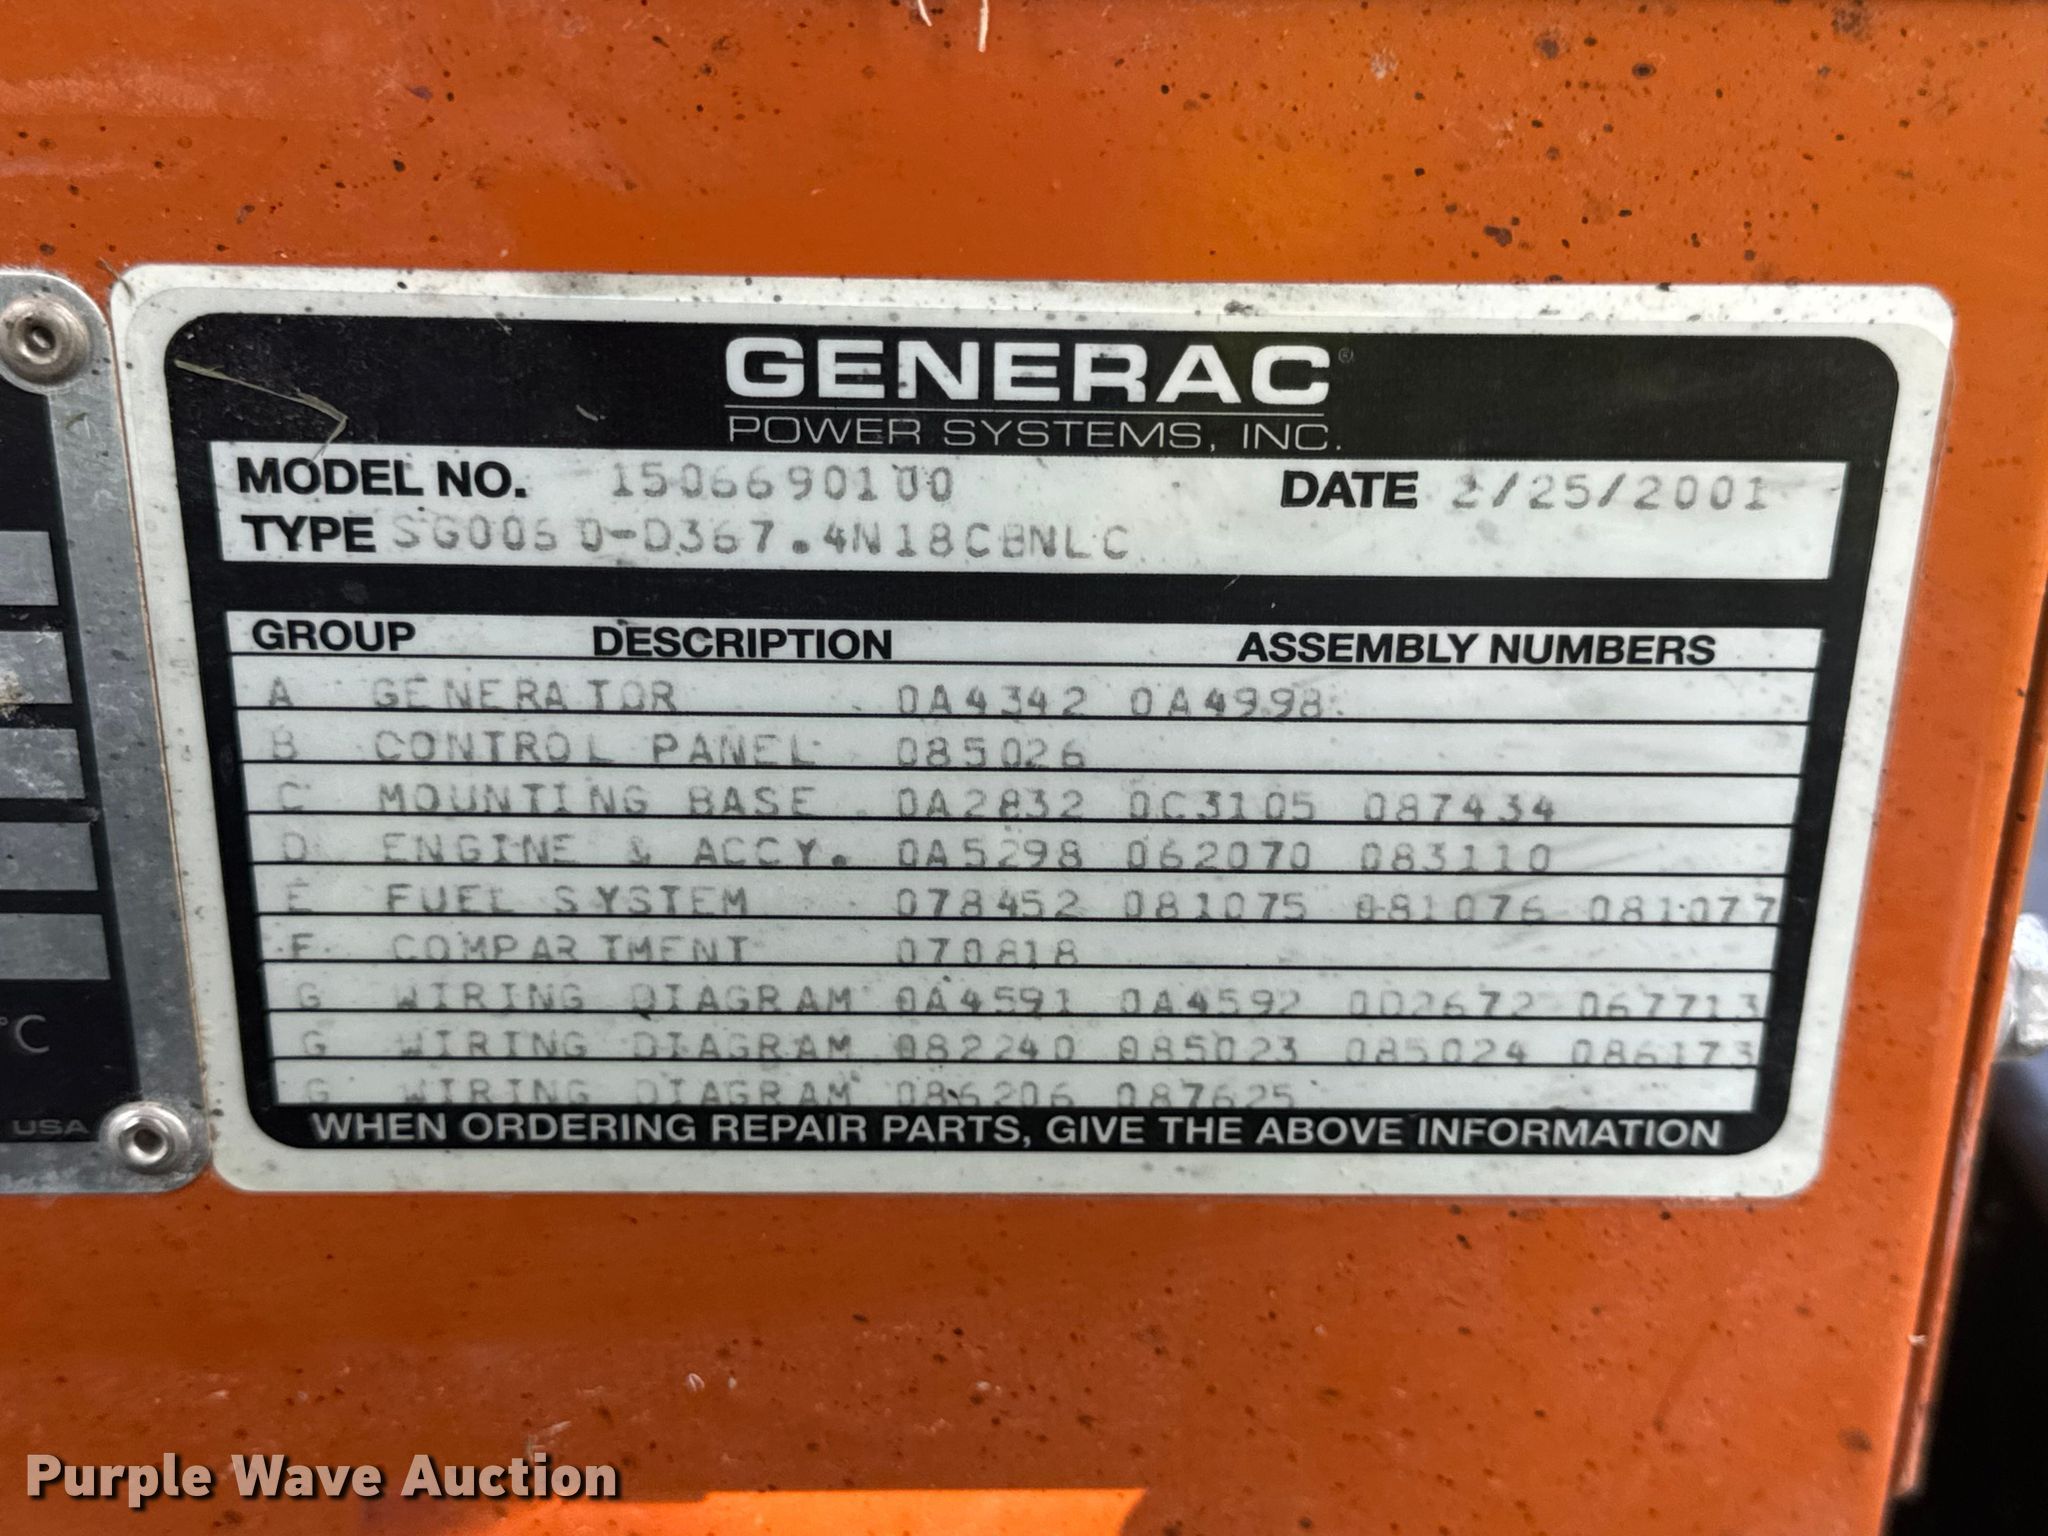 GENERAC®
POWER SYSTEMS, INC.
MODEL NO. 1506690100 DATE 2/25/2001
TYPE SG0060-D367.4N18CBNLC
GROUP DESCRIPTION ASSEMBLY NUMBERS
A GENERATOR 0A4342 0A4998
B CONTROL PANEL 085026
C MOUNTING BASE 0A2832 0C3105 087434
D ENGINE & ACCY. 0A5298 062070 083110
E FUEL SYSTEM 078452 081075 081076 081077
F COMPARTMENT 070818
G WIRING DIAGRAM 0A4591 0A4592 0D2672 067713
G WIRING DIAGRAM 082240 085023 085024 086173
G WIRING DIAGRAM 086206 087625
WHEN ORDERING REPAIR PARTS, GIVE THE ABOVE INFORMATION
°C
USA
Purple Wave Auction